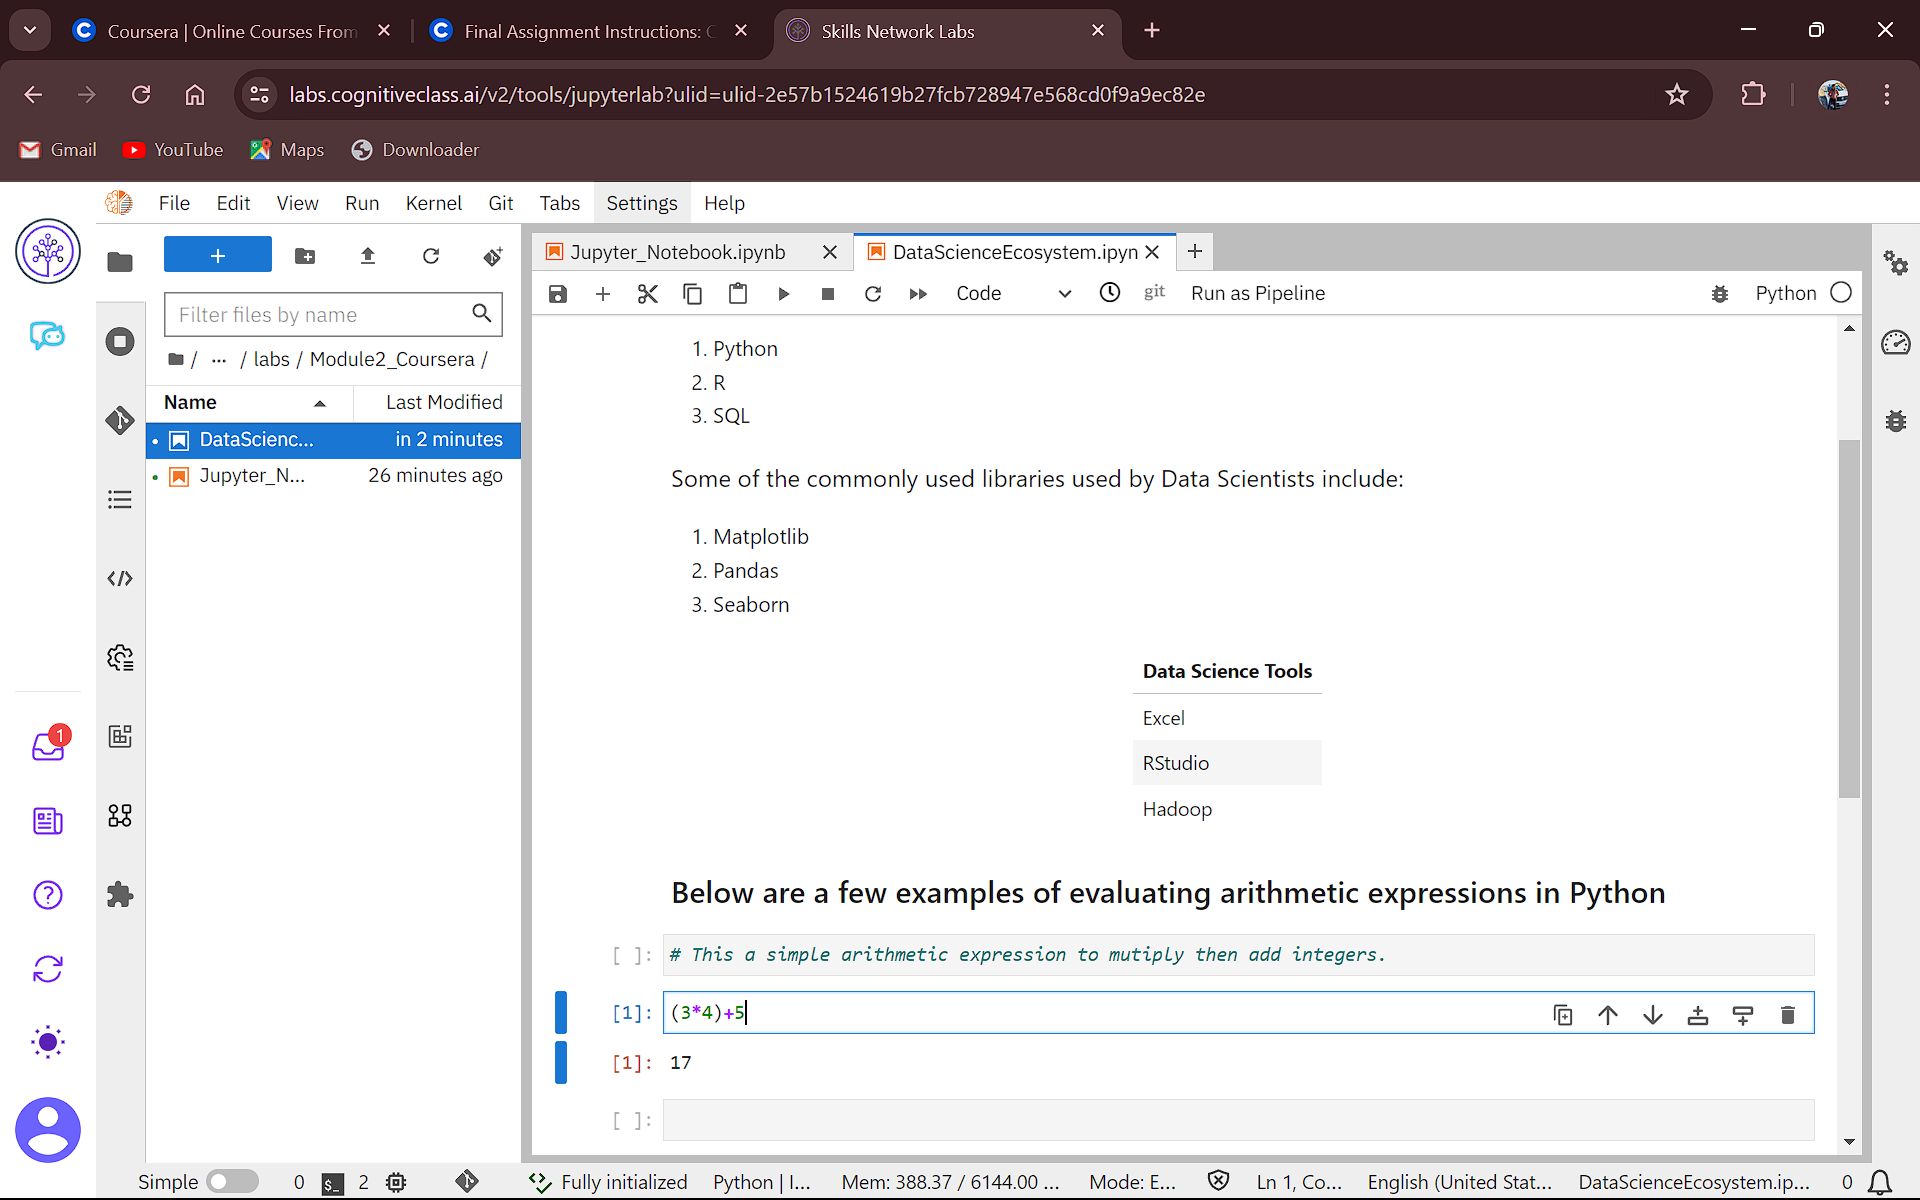 Coursera | Online Courses From
Final Assignment Instructions: C
Skills Network Labs
labs.cognitiveclass.ai/v2/tools/jupyterlab?ulid=ulid-2e57b1524619b27fcb728947e568cd0f9a9ec82e
Gmail
YouTube
Maps
Downloader
File Edit View Run Kernel Git Tabs Settings Help
Filter files by name
/ ... / labs / Module2_Coursera /
Name Last Modified
DataScienc... in 2 minutes
Jupyter_N... 26 minutes ago
1
Jupyter_Notebook.ipynb
DataScienceEcosystem.ipyn
Code
git
Run as Pipeline
Python
1. Python
2. R
3. SQL
Some of the commonly used libraries used by Data Scientists include:
1. Matplotlib
2. Pandas
3. Seaborn
Data Science Tools
Excel
RStudio
Hadoop
Below are a few examples of evaluating arithmetic expressions in Python
[ ]: # This a simple arithmetic expression to mutiply then add integers.
[1]: (3*4)+5
[1]: 17
[ ]:
Simple 0 $_ 2 Fully initialized Python | I... Mem: 388.37 / 6144.00 ... Mode: E... Ln 1, Co... English (United Stat... DataScienceEcosystem.ip... 0